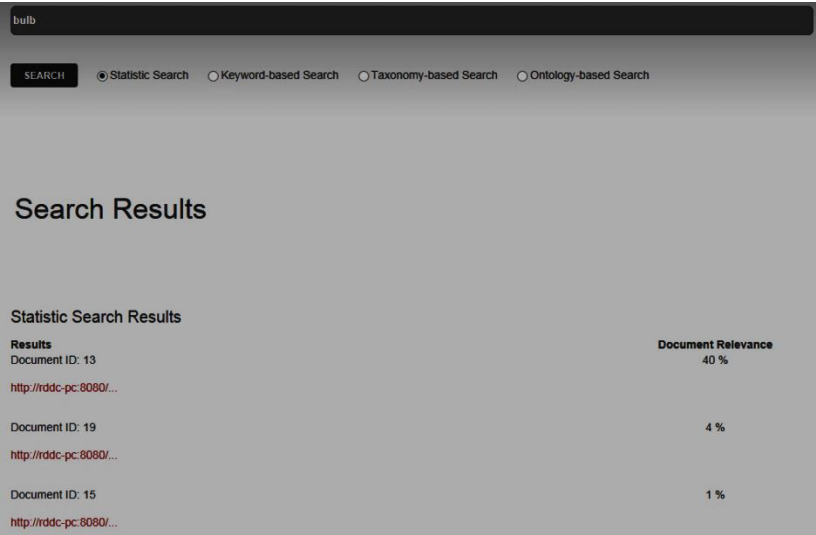 bulb
SEARCH Statistic Search Keyword-based Search Taxonomy-based Search Ontology-based Search
Search Results
Statistic Search Results
Results Document Relevance
Document ID: 13 40 %
http://rddc-pc:8080/...
Document ID: 19 4 %
http://rddc-pc:8080/...
Document ID: 15 1 %
http://rddc-pc:8080/...